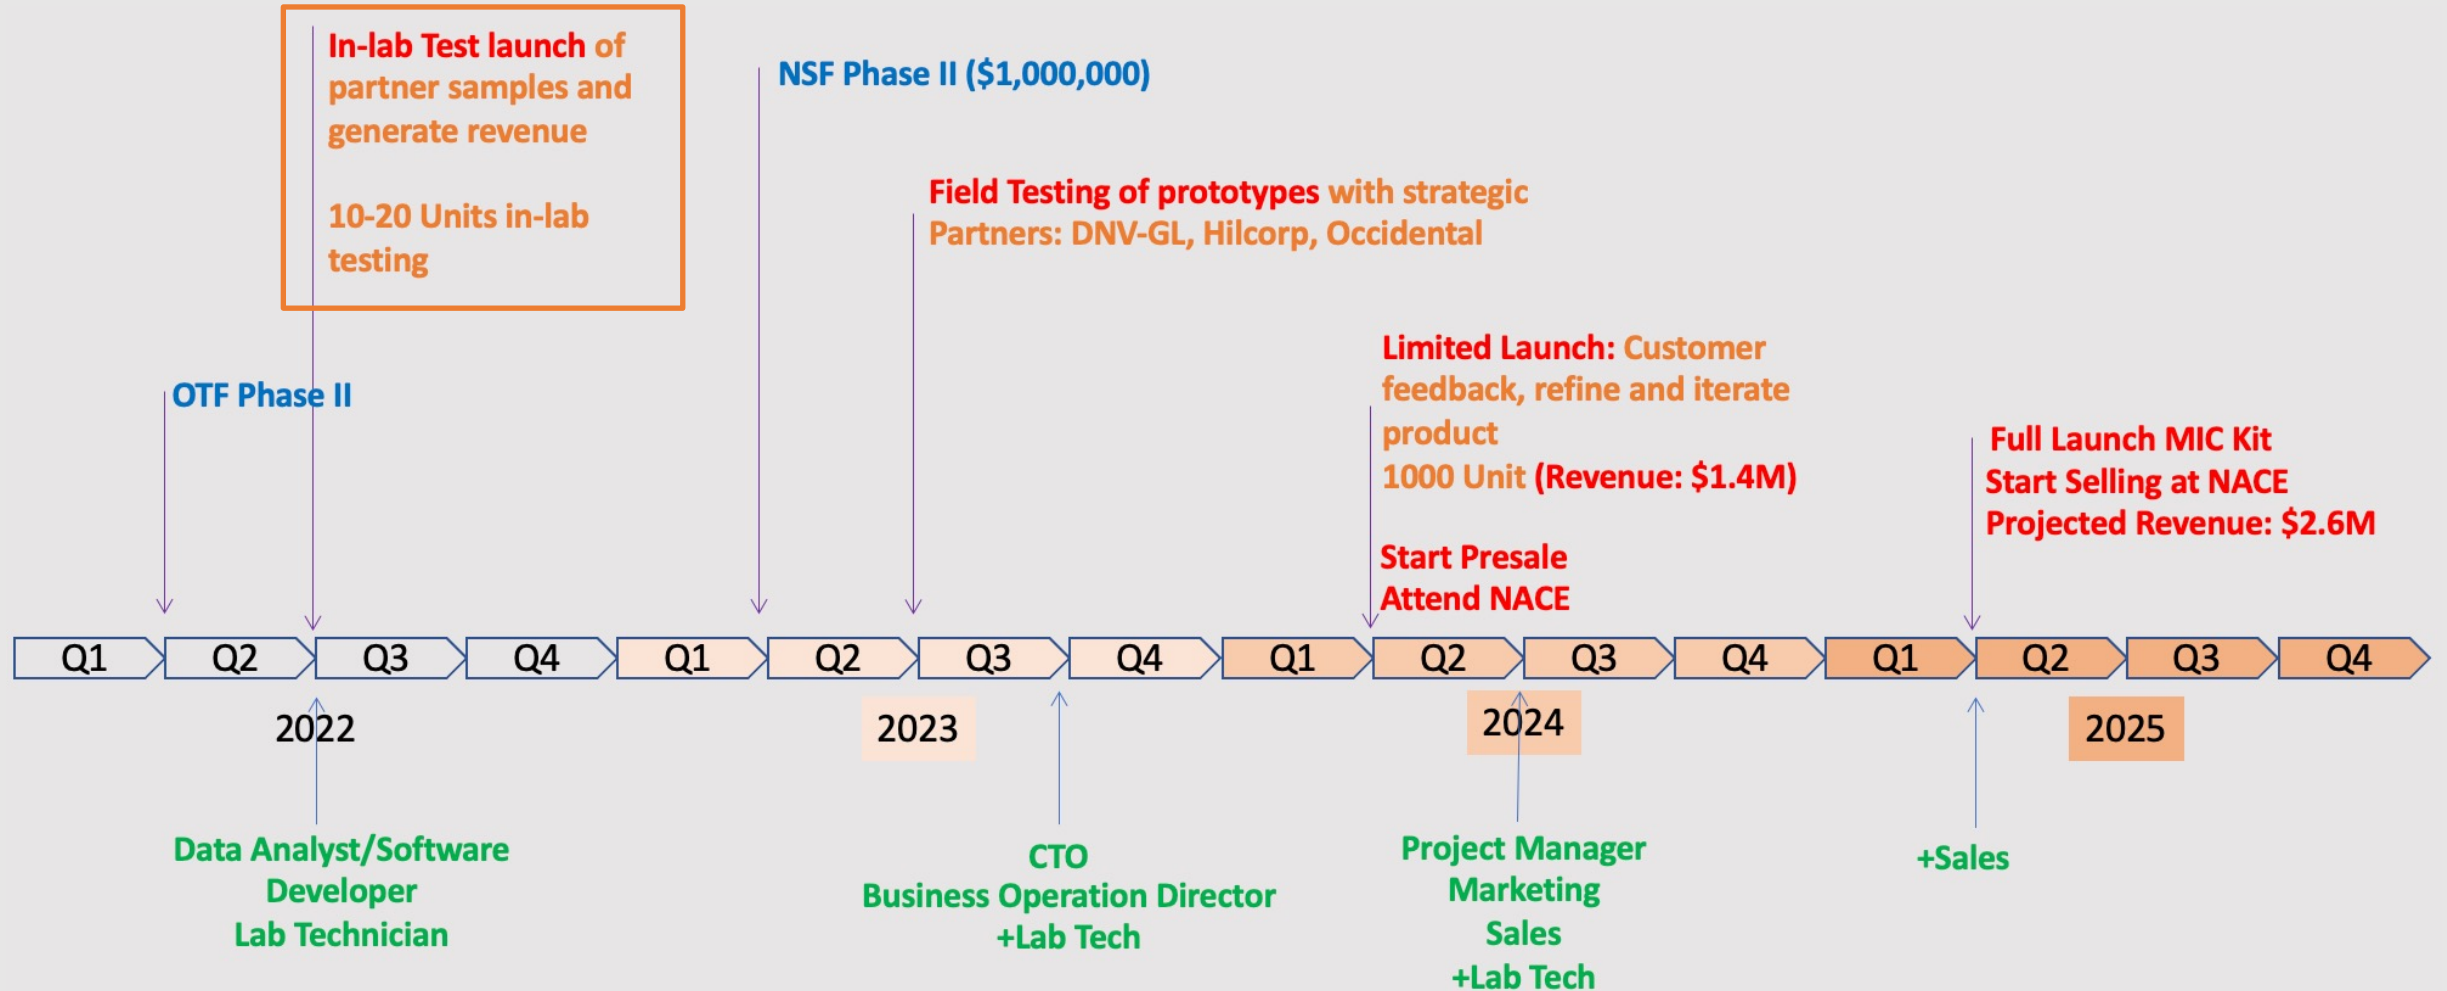 In-lab Test launch of
partner samples and
generate revenue
10-20 Units in-lab
testing
NSF Phase II ($1,000,000)
Field Testing of prototypes with strategic
Partners: DNV-GL, Hilcorp, Occidental
OTF Phase II
Limited Launch: Customer
feedback, refine and iterate
product
1000 Unit (Revenue: $1.4M)
Start Presale
Attend NACE
Full Launch MIC Kit
Start Selling at NACE
Projected Revenue: $2.6M
Q1 Q2 Q3 Q4 Q1 Q2 Q3 Q4 Q1 Q2 Q3 Q4 Q1 Q2 Q3 Q4
2022 2023 2024 2025
Data Analyst/Software
Developer
Lab Technician
CTO
Business Operation Director
+Lab Tech
Project Manager
Marketing
Sales
+Lab Tech
+Sales